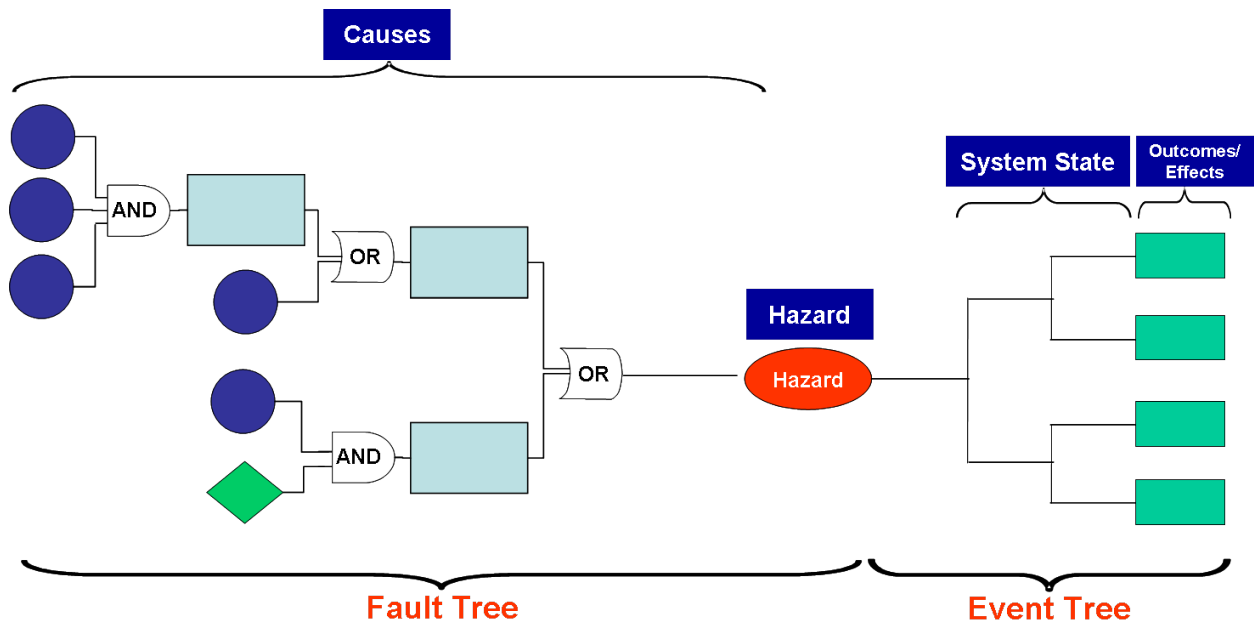 Causes
System State
Outcomes/
Effects
AND
OR
Hazard
OR
Hazard
AND
Fault Tree
Event Tree